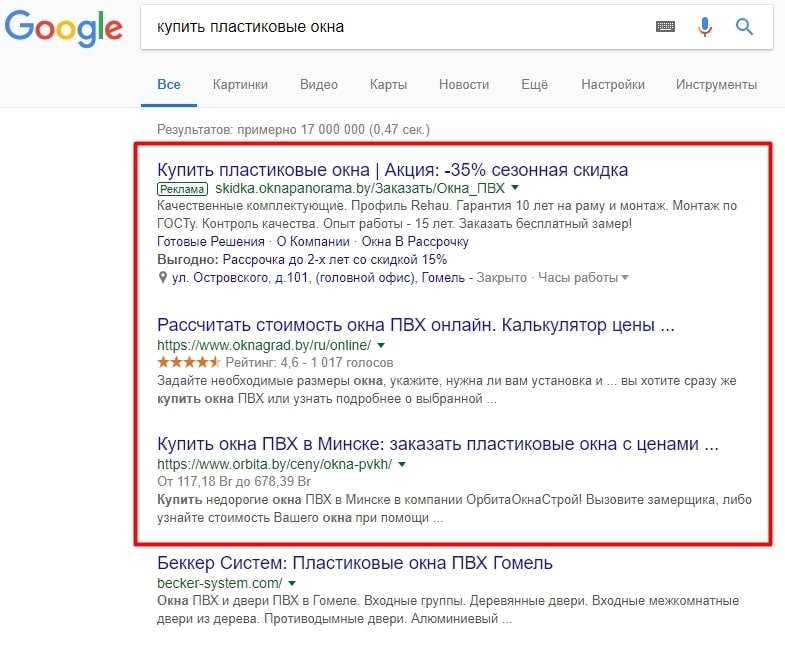 Google
купить пластиковые окна
Все Картинки Видео Карты Новости Ещё Настройки Инструменты
Результатов: примерно 17 000 000 (0,47 сек.)
Купить пластиковые окна | Акция: -35% сезонная скидка
Реклама skidka.oknapanorama.by/Заказать/Окна_ПВХ
Качественные комплектующие. Профиль Rehau. Гарантия 10 лет на раму и монтаж. Монтаж по
ГОСТу. Контроль качества. Опыт работы - 15 лет. Заказать бесплатный замер!
Готовые Решения · О Компании · Окна В Рассрочку
Выгодно: Рассрочка до 2-х лет со скидкой 15%
ул. Островского, д.101, (головной офис), Гомель - Закрыто · Часы работы
Рассчитать стоимость окна ПВХ онлайн. Калькулятор цены ...
https://www.oknagrad.by/ru/online/
Рейтинг: 4,6 - 1 017 голосов
Задайте необходимые размеры окна, укажите, нужна ли вам установка и ... вы хотите сразу же
купить окна ПВХ или узнать подробнее о выбранной ...
Купить окна ПВХ в Минске: заказать пластиковые окна с ценами ...
https://www.orbita.by/ceny/okna-pvkh/
От 117,18 Br до 678,39 Br
Купить недорогие окна ПВХ в Минске в компании ОрбитаОкнаСтрой! Вызовите замерщика, либо
узнайте стоимость Вашего окна при помощи ...
Беккер Систем: Пластиковые окна ПВХ Гомель
becker-system.com/
Окна ПВХ и двери ПВХ в Гомеле. Входные группы. Деревянные двери. Входные межкомнатные
двери из дерева. Противодымные двери. Алюминиевый ...